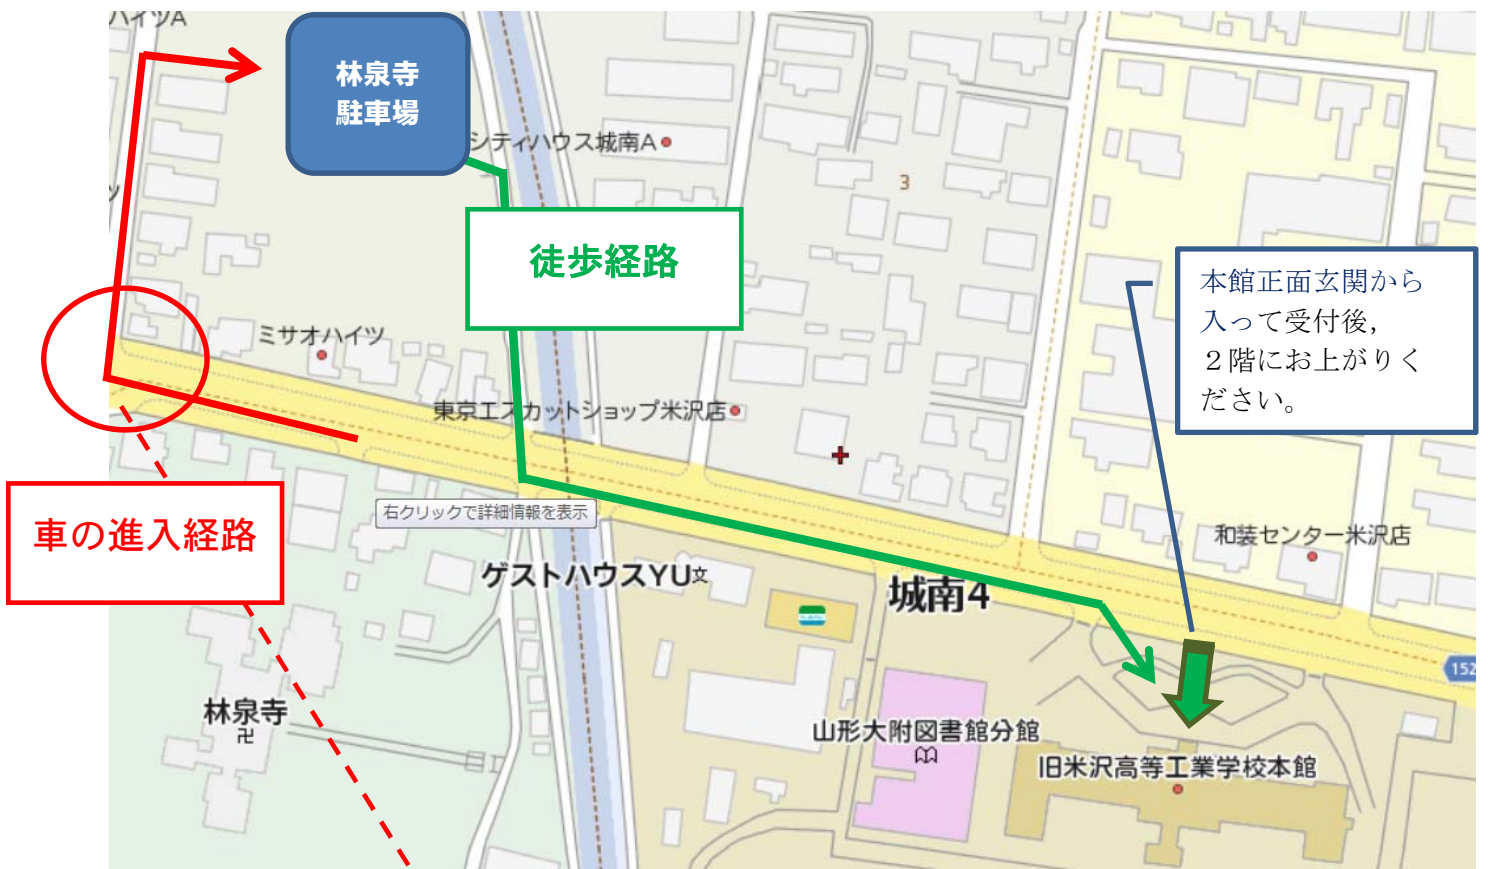 ハイツA
林泉寺
駐車場
シティハウス城南A
3
徒歩経路
本館正面玄関から
入って受付後，
２階にお上がりく
ださい。
ミサオハイツ
東京エスカットショップ米沢店
右クリックで詳細情報を表示
車の進入経路
和装センター米沢店
ゲストハウスYU
文
城南4
152
林泉寺
卍
山形大附図書館分館
旧米沢高等工業学校本館